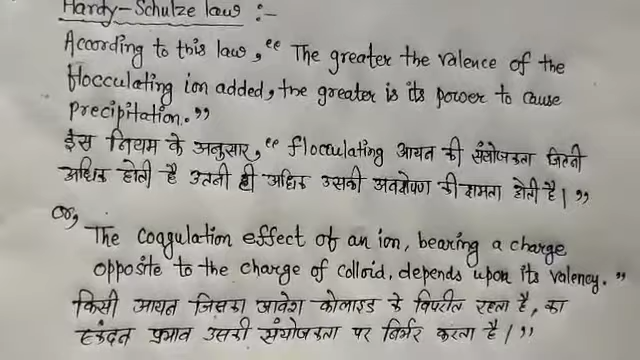 Hardy-Schulze law :-
According to this law, "The greater the valence of the
flocculating ion added, the greater is its power to cause
precipitation."
इस नियम के अनुसार, "flocculating आयन की संयोजकता जितनी
अधिक होती है उतनी ही अधिक उसकी अवक्षेपण की क्षमता होती है।"
Or,
The coagulation effect of an ion, bearing a charge
opposite to the charge of colloid, depends upon its valency."
किसी आयन जिसका आवेश कोलाइड के विपरीत रहता है, का
स्कंदन प्रभाव उसकी संयोजकता पर निर्भर करता है।"